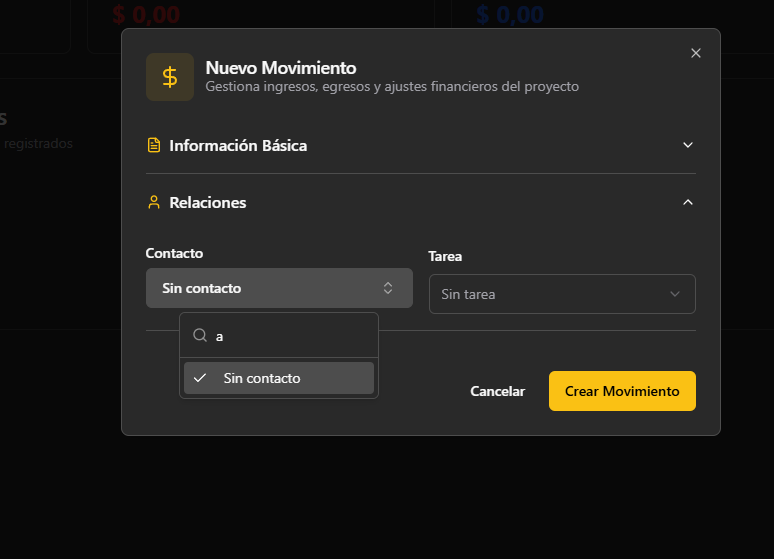 $ 0,00
$ 0,00
s
registrados
Nuevo Movimiento
Gestiona ingresos, egresos y ajustes financieros del proyecto
Información Básica
Relaciones
Contacto
Tarea
Sin contacto
Sin tarea
a
Sin contacto
Cancelar
Crear Movimiento